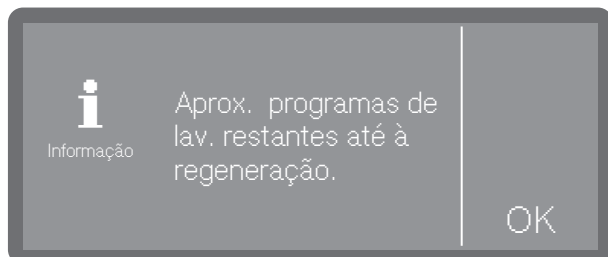 Aprox. programas de
lav. restantes até à
regeneração.
Informação
OK